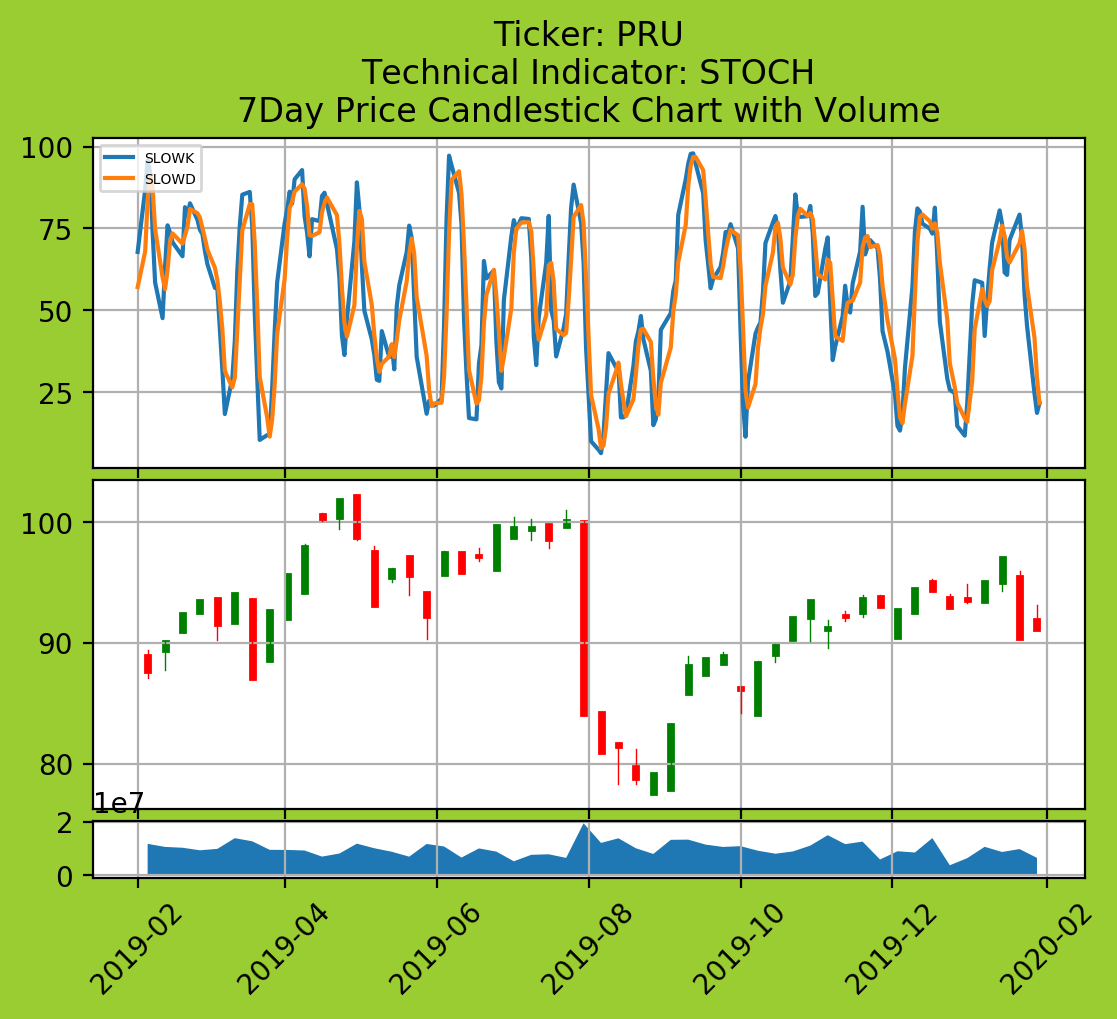 Ticker: PRU
Technical Indicator: STOCH
7Day Price Candlestick Chart with Volume
100
75
50
25
SLOWK
SLOWD
100
90
80
1e7
2
0
2019-02
2019-04
2019-06
2019-08
2019-10
2019-12
2020-02